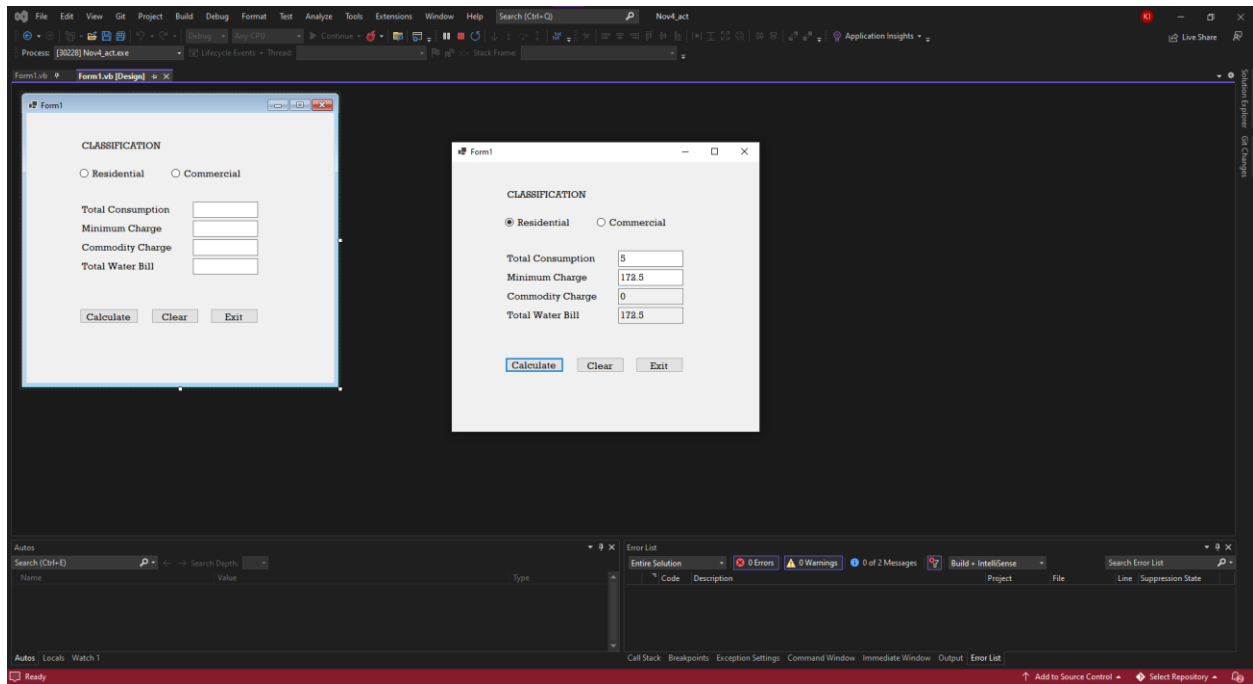 File Edit View Git Project Build Debug Format Test Analyze Tools Extensions Window Help Search (Ctrl+Q) Nov4_act KI
Debug Any CPU Continue Application Insights Live Share
Process: [30228] Nov4_act.exe Lifecycle Events Thread: Stack Frame:
Form1.vb Form1.vb [Design]
Solution Explorer
Git Changes
Form1
CLASSIFICATION
Residential Commercial
Total Consumption
Minimum Charge
Commodity Charge
Total Water Bill
Calculate Clear Exit
Form1
CLASSIFICATION
Residential Commercial
Total Consumption 5
Minimum Charge 172.5
Commodity Charge 0
Total Water Bill 172.5
Calculate Clear Exit
Autos
Search (Ctrl+E) Search Depth:
Name Value Type
Autos Locals Watch 1
Error List
Entire Solution 0 Errors 0 Warnings 0 of 2 Messages Build + IntelliSense Search Error List
Code Description Project File Line Suppression State
Call Stack Breakpoints Exception Settings Command Window Immediate Window Output Error List
Ready Add to Source Control Select Repository